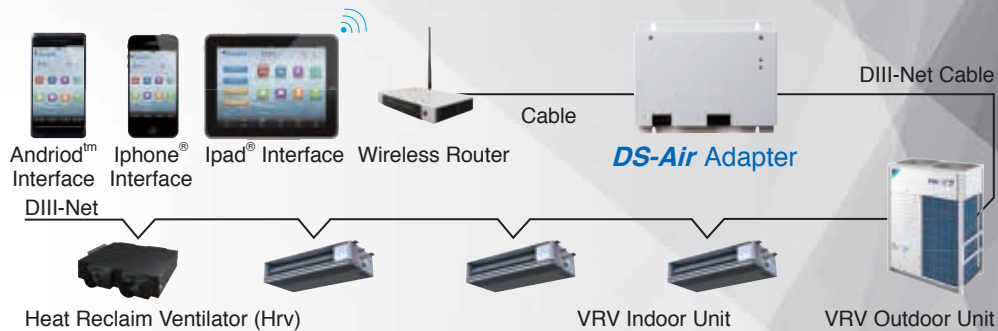 DIII-Net Cable
Cable
Andriod™ Interface
Iphone® Interface
Ipad® Interface
Wireless Router
DS-Air Adapter
DIII-Net
Heat Reclaim Ventilator (Hrv)
VRV Indoor Unit
VRV Outdoor Unit